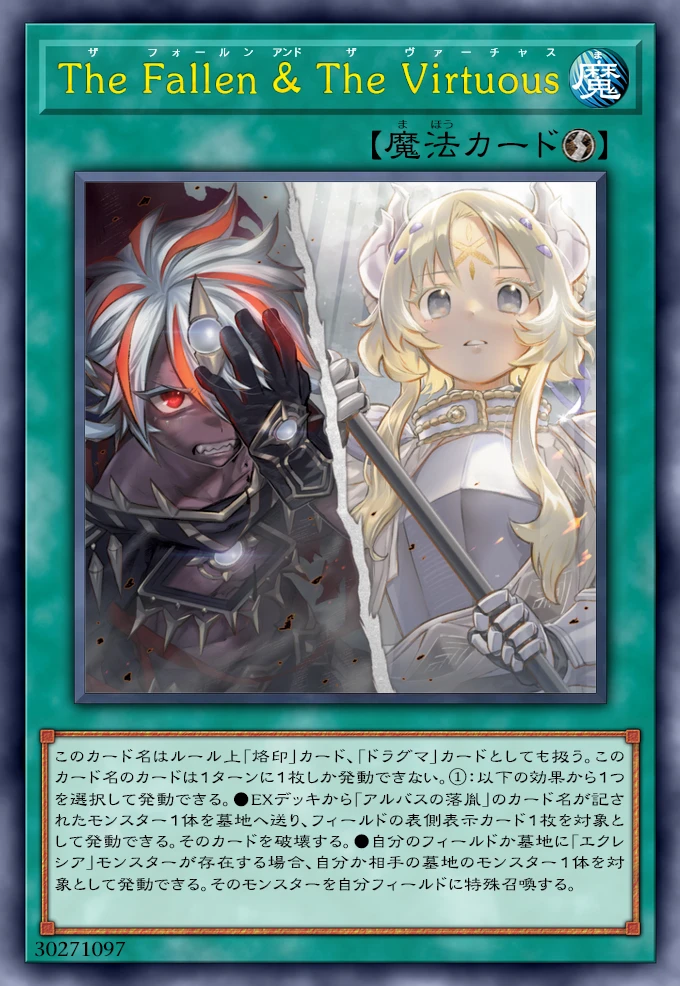 ザ フォールン アンド ザ ヴァーチャス
The Fallen & The Virtuous
ま
魔
ま ほう
【魔法カード】
このカード名はルール上「烙印」カード、「ドラグマ」カードとしても扱う。この
カード名のカードは1ターンに1枚しか発動できない。①:以下の効果から1つ
を選択して発動できる。●EXデッキから「アルバスの落胤」のカード名が記さ
れたモンスター1体を墓地へ送り、フィールドの表側表示カード1枚を対象と
して発動できる。そのカードを破壊する。●自分のフィールドか墓地に「エクレ
シア」モンスターが存在する場合、自分か相手の墓地のモンスター1体を対
象として発動できる。そのモンスターを自分フィールドに特殊召喚する。
30271097